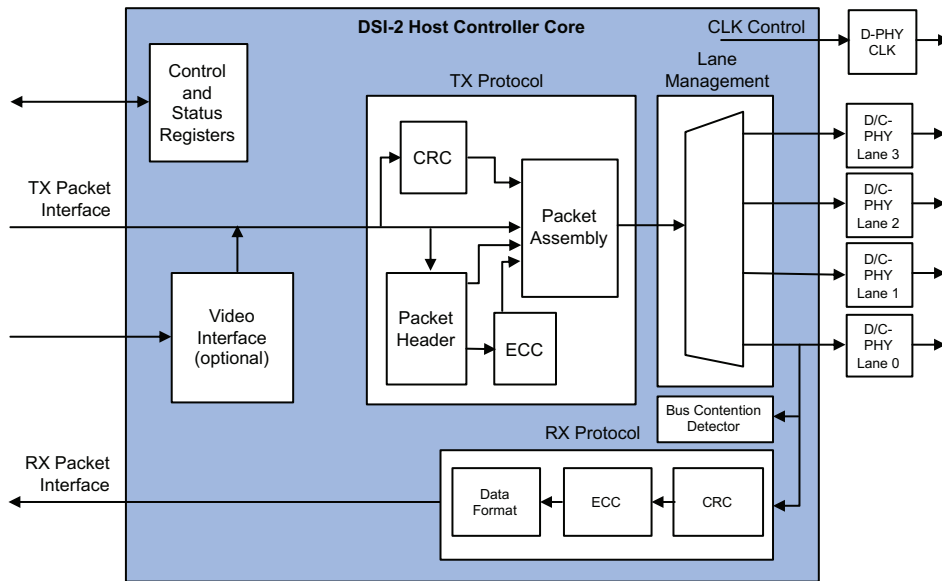 DSI-2 Host Controller Core
CLK Control
D-PHY
CLK
Control
and
Status
Registers
TX Protocol
Lane
Management
CRC
Packet
Assembly
Packet
Header
ECC
TX Packet
Interface
Video
Interface
(optional)
D/C-
PHY
Lane 3
D/C-
PHY
Lane 2
D/C-
PHY
Lane 1
D/C-
PHY
Lane 0
Bus Contention
Detector
RX Protocol
RX Packet
Interface
Data
Format
ECC
CRC